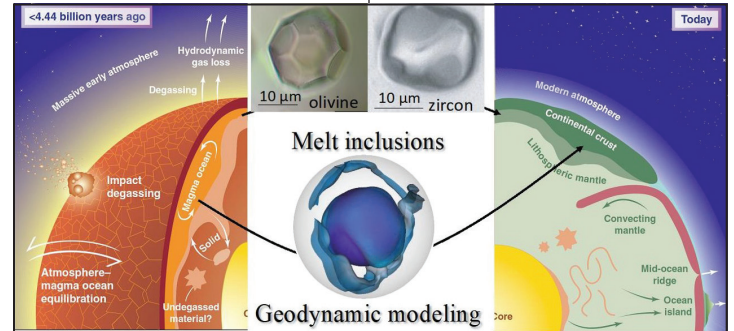 <4.44 billion years ago
Hydrodynamic
gas loss
Massive early atmosphere
Degassing
Impact
degassing
Magma ocean
Solid
Atmosphere–
magma ocean
equilibration
Undegassed
material?
10 µm
olivine
10 µm
zircon
Melt inclusions
Geodynamic modeling
Today
Modern atmosphere
Continental crust
Lithospheric mantle
Convecting
mantle
Mid-ocean
ridge
Ocean
island
Core